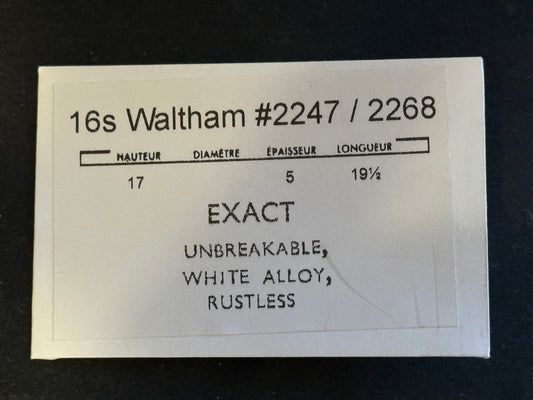 16s Waltham #2247 / 2268
HAUTEUR DIAMÈTRE ÉPAISSEUR LONGUEUR
17 5 19½
EXACT
UNBREAKABLE,
WHITE ALLOY,
RUSTLESS